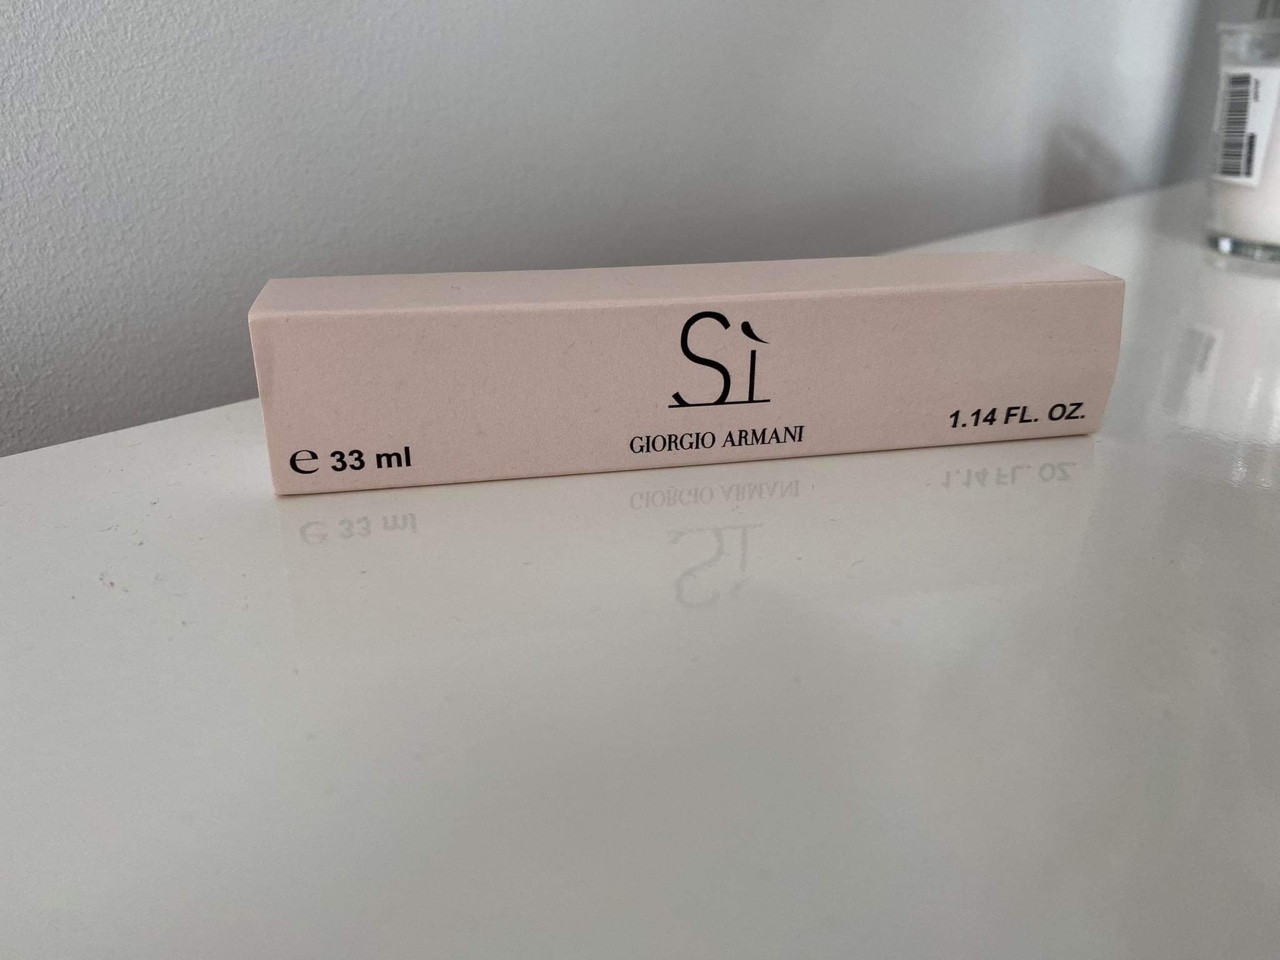 Sì
GIORGIO ARMANI
℮ 33 ml
1.14 FL. OZ.